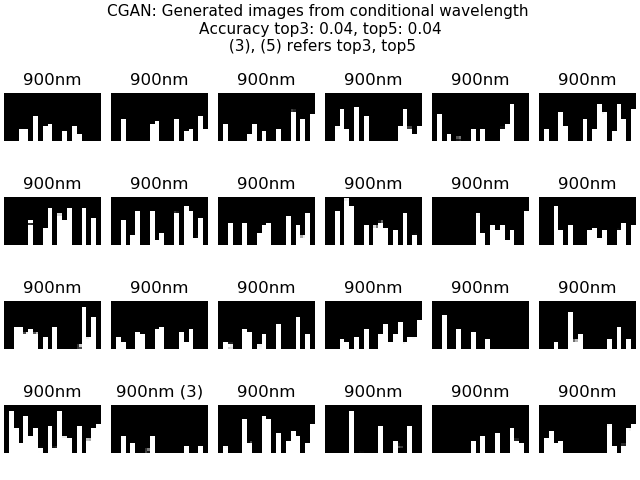 CGAN: Generated images from conditional wavelength
Accuracy top3: 0.04, top5: 0.04
(3), (5) refers top3, top5
900nm 900nm 900nm 900nm 900nm 900nm
900nm 900nm 900nm 900nm 900nm 900nm
900nm 900nm 900nm 900nm 900nm 900nm
900nm 900nm (3) 900nm 900nm 900nm 900nm